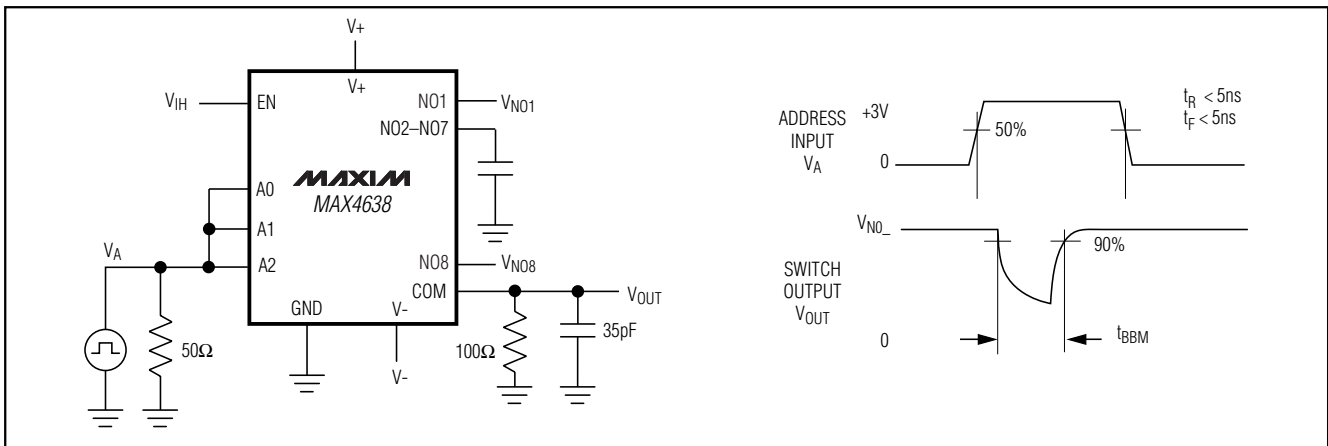 V+
V+
VIH
EN
NO1
VNO1
NO2–NO7
MAXIM
MAX4638
A0
A1
VA
A2
NO8
VNO8
COM
VOUT
GND
V-
50Ω
100Ω
35pF
V-
ADDRESS
INPUT
VA
+3V
0
50%
tR < 5ns
tF < 5ns
VNO_
90%
SWITCH
OUTPUT
VOUT
0
tBBM